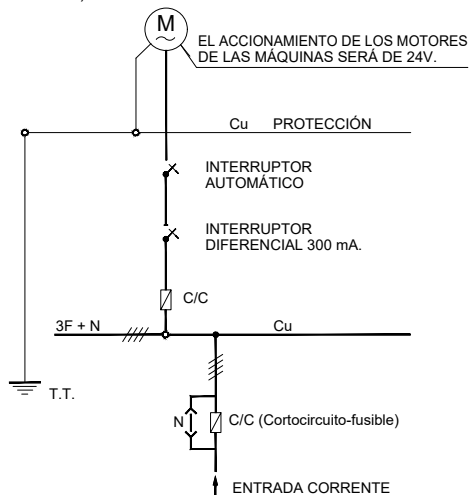 M
EL ACCIONAMIENTO DE LOS MOTORES
DE LAS MÁQUINAS SERÁ DE 24V.
Cu PROTECCIÓN
INTERRUPTOR
AUTOMÁTICO
INTERRUPTOR
DIFERENCIAL 300 mA.
C/C
3F + N
Cu
T.T.
N
C/C (Cortocircuito-fusible)
ENTRADA CORRENTE